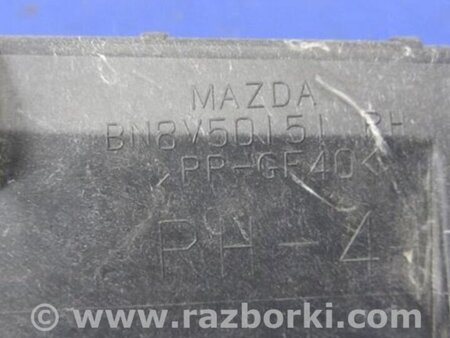 MAZDA
BN8V50151 RH
>PP-GF40<
RH-4
www.razborki.com